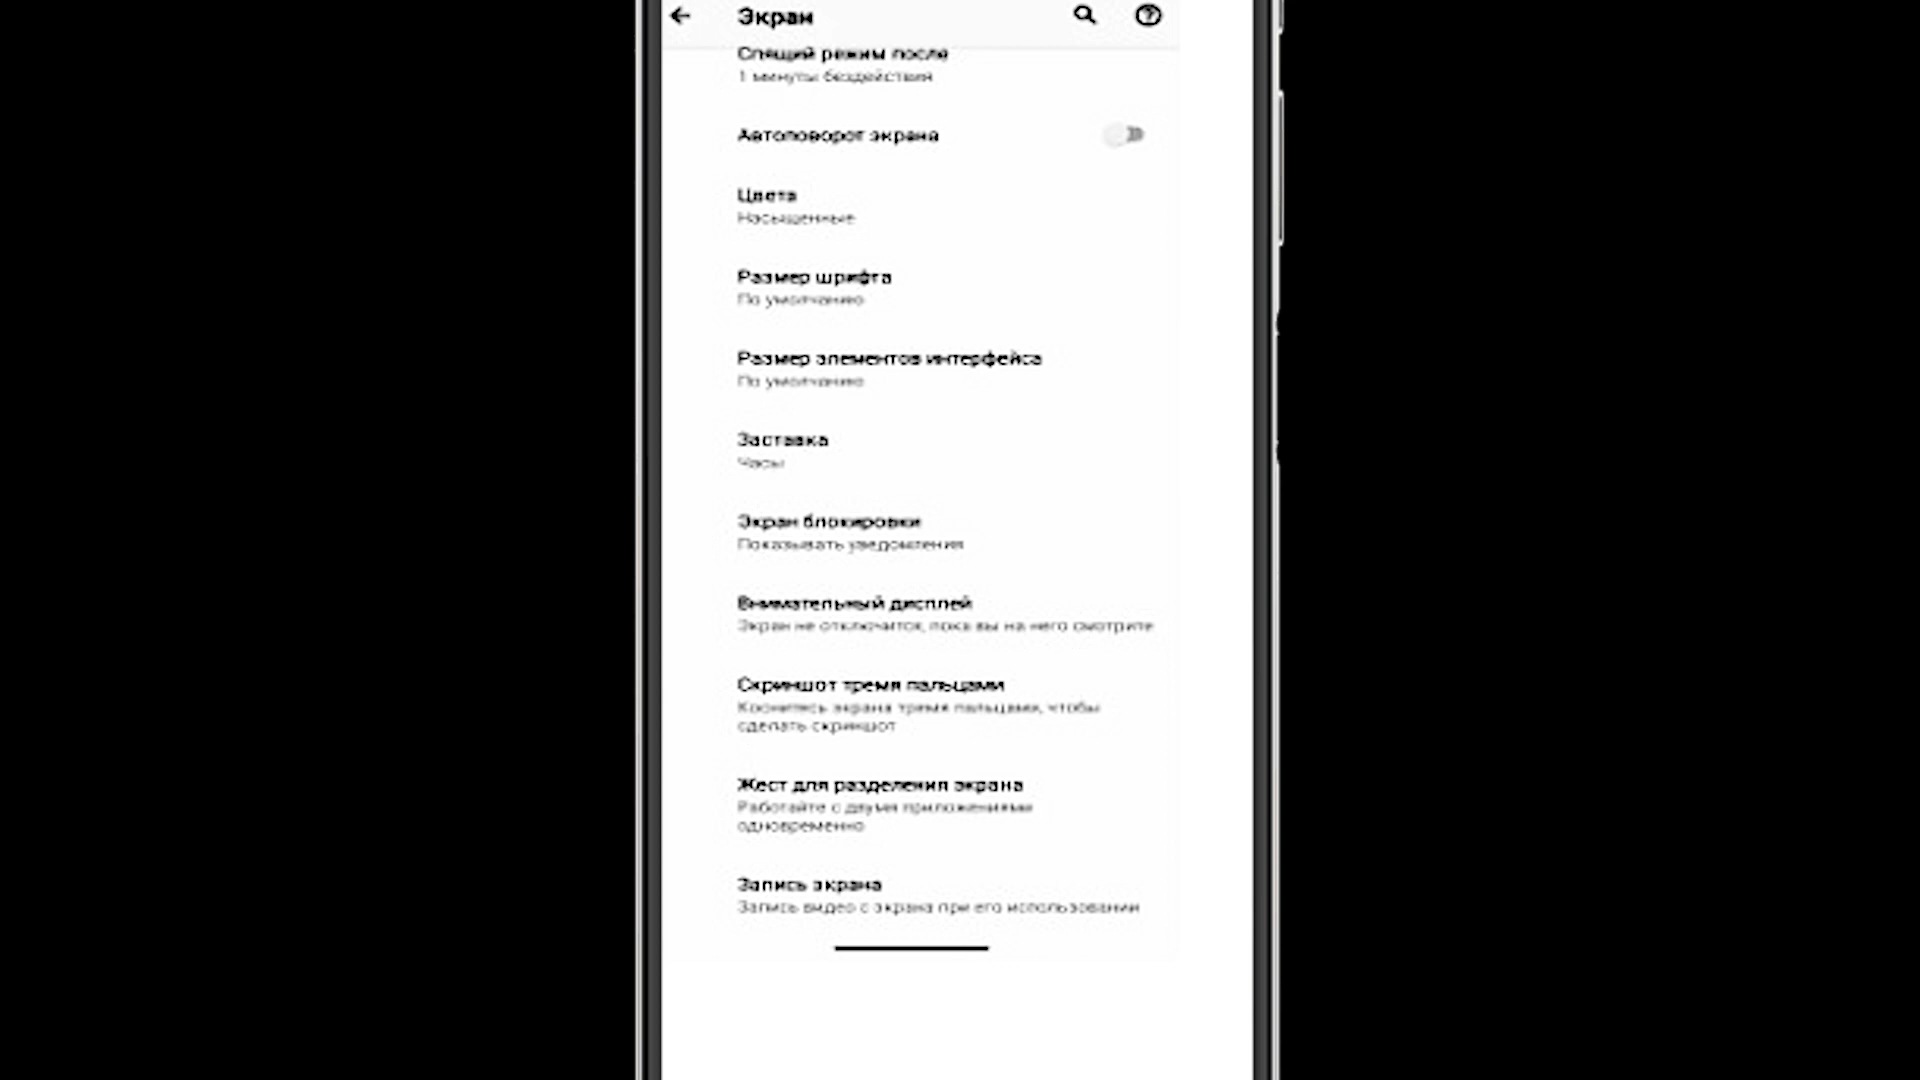 Экран
Спящий режим после
1 минуты бездействия
Автоповорот экрана
Цвета
Насыщенные
Размер шрифта
По умолчанию
Размер элементов интерфейса
По умолчанию
Заставка
Часы
Экран блокировки
Показывать уведомления
Внимательный дисплей
Экран не отключится, пока вы на него смотрите
Скриншот тремя пальцами
Коснитесь экрана тремя пальцами, чтобы
сделать скриншот
Жест для разделения экрана
Работайте с двумя приложениями
одновременно
Запись экрана
Запись видео с экрана при его использовании